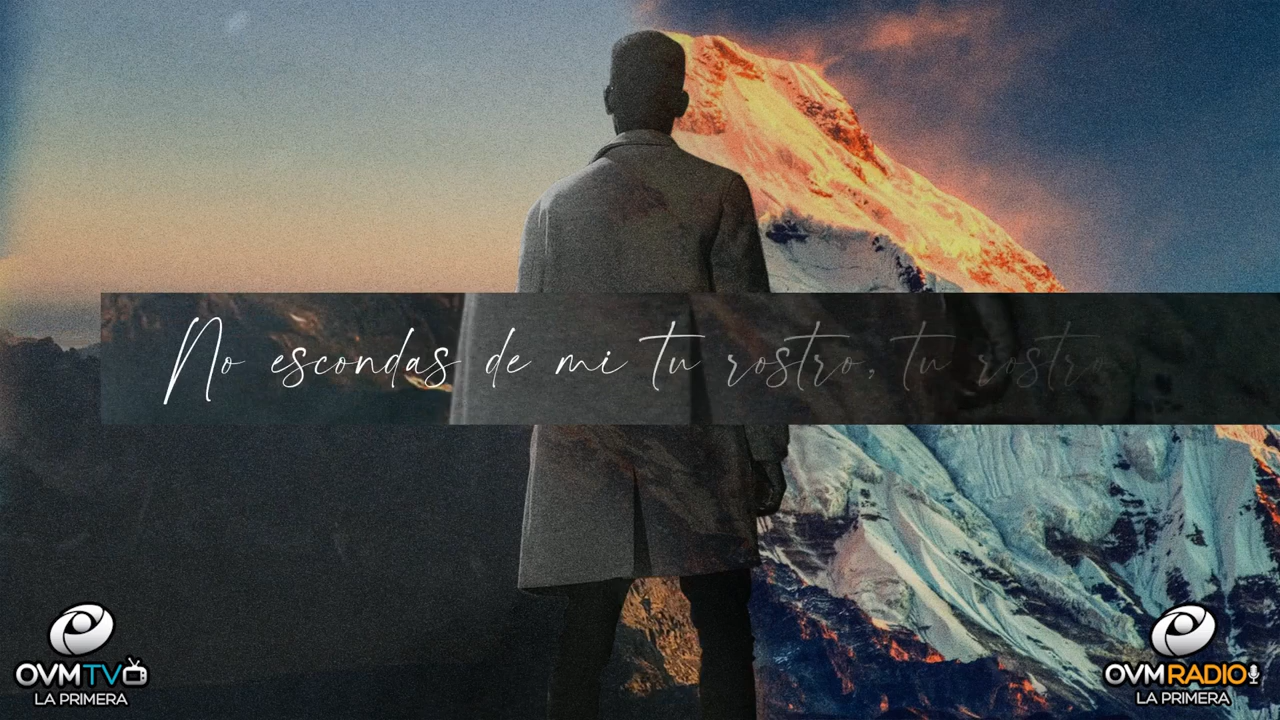 No escondas de mi tu rostro, tu rostro
OVMTV
LA PRIMERA
OVMRADIO
LA PRIMERA